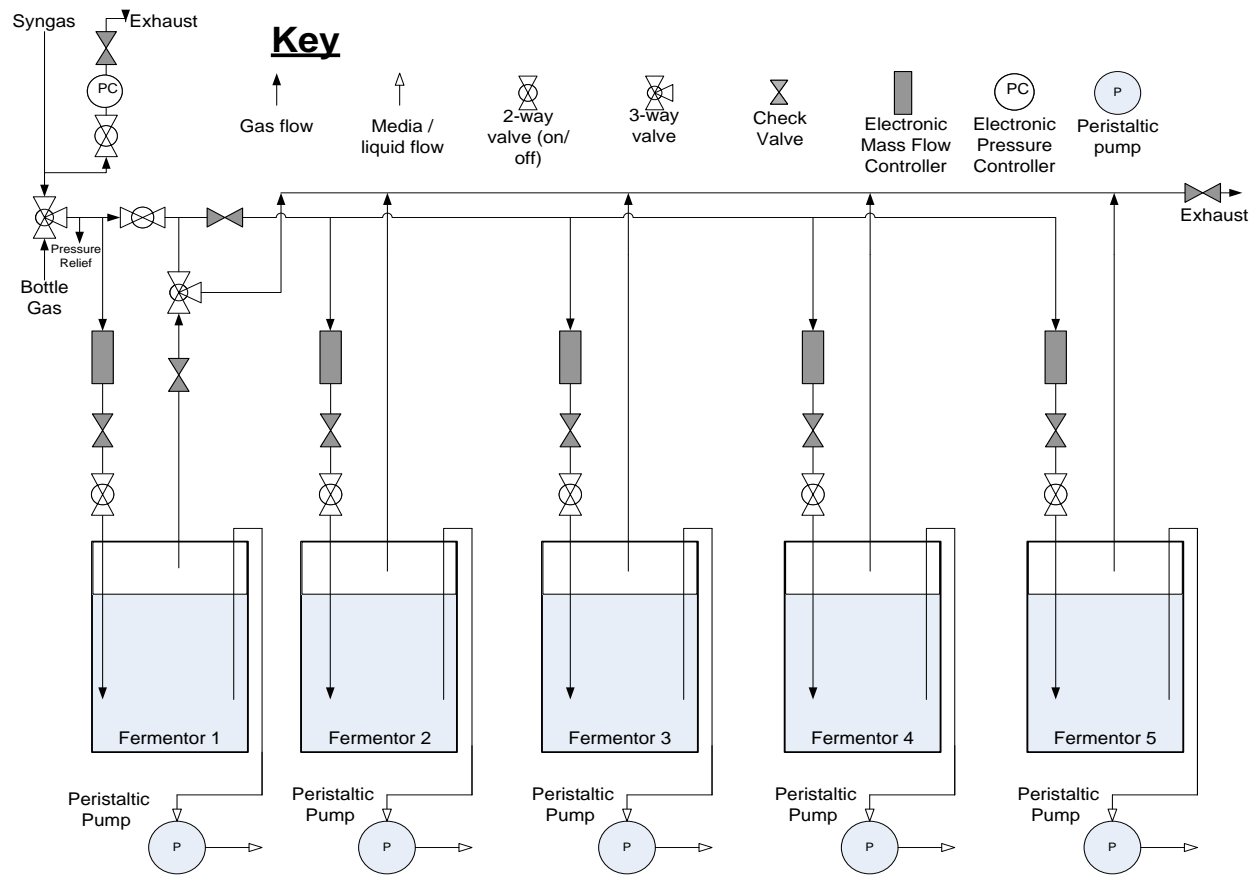 Syngas
Exhaust
Key
PC
PC
P
Gas flow
Media /
liquid flow
2-way
valve (on/
off)
3-way
valve
Check
Valve
Electronic
Mass Flow
Controller
Electronic
Pressure
Controller
Peristaltic
pump
Exhaust
Pressure
Relief
Bottle
Gas
Fermentor 1
Fermentor 2
Fermentor 3
Fermentor 4
Fermentor 5
Peristaltic
Pump
Peristaltic
Pump
Peristaltic
Pump
Peristaltic
Pump
Peristaltic
Pump
P
P
P
P
P